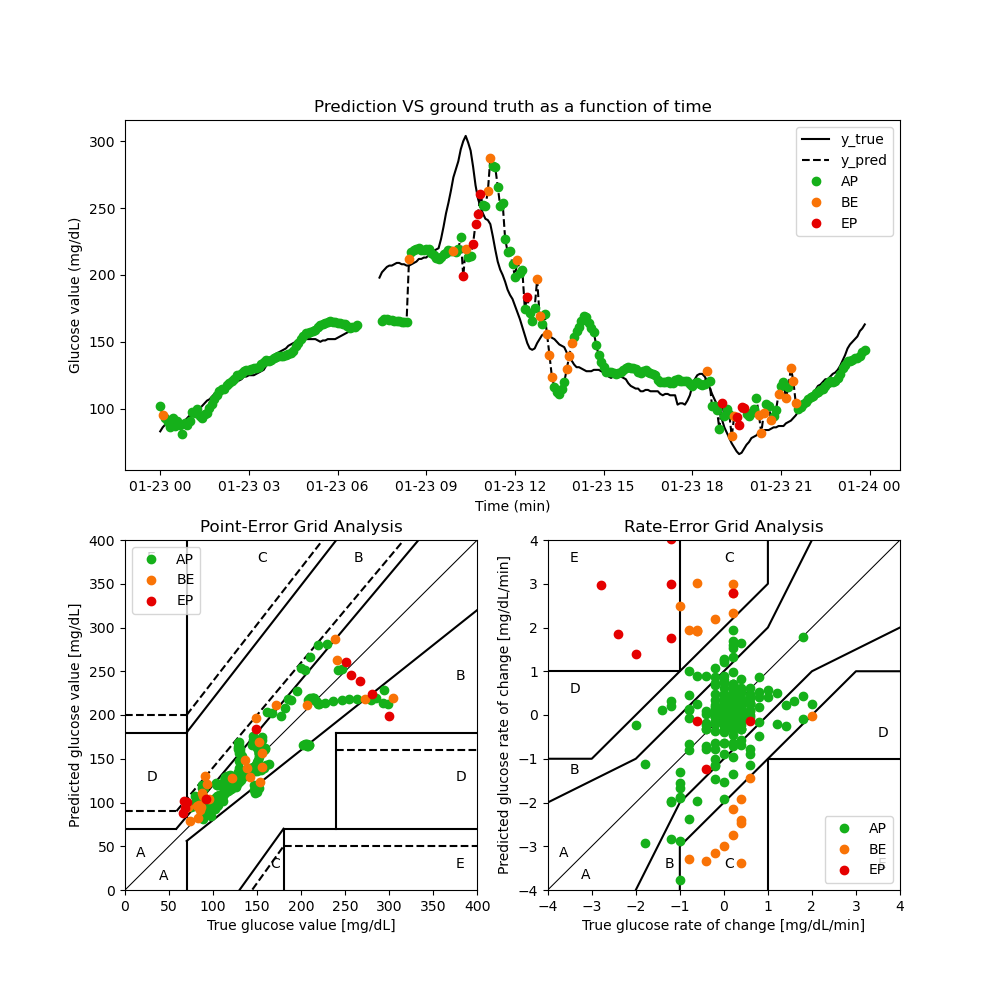 Prediction VS ground truth as a function of time
Glucose value (mg/dL)
300
250
200
150
100
y_true
y_pred
AP
BE
EP
01-23 00 01-23 03 01-23 06 01-23 09 01-23 12 01-23 15 01-23 18 01-23 21 01-24 00
Time (min)
Point-Error Grid Analysis
Predicted glucose value [mg/dL]
400
350
300
250
200
150
100
50
0
AP
BE
EP
C
B
B
D
D
A
A
C
E
0 50 100 150 200 250 300 350 400
True glucose value [mg/dL]
Rate-Error Grid Analysis
Predicted glucose rate of change [mg/dL/min]
4
3
2
1
0
−1
−2
−3
−4
E
C
D
D
B
A
A
B
C
AP
BE
EP
−4 −3 −2 −1 0 1 2 3 4
True glucose rate of change [mg/dL/min]